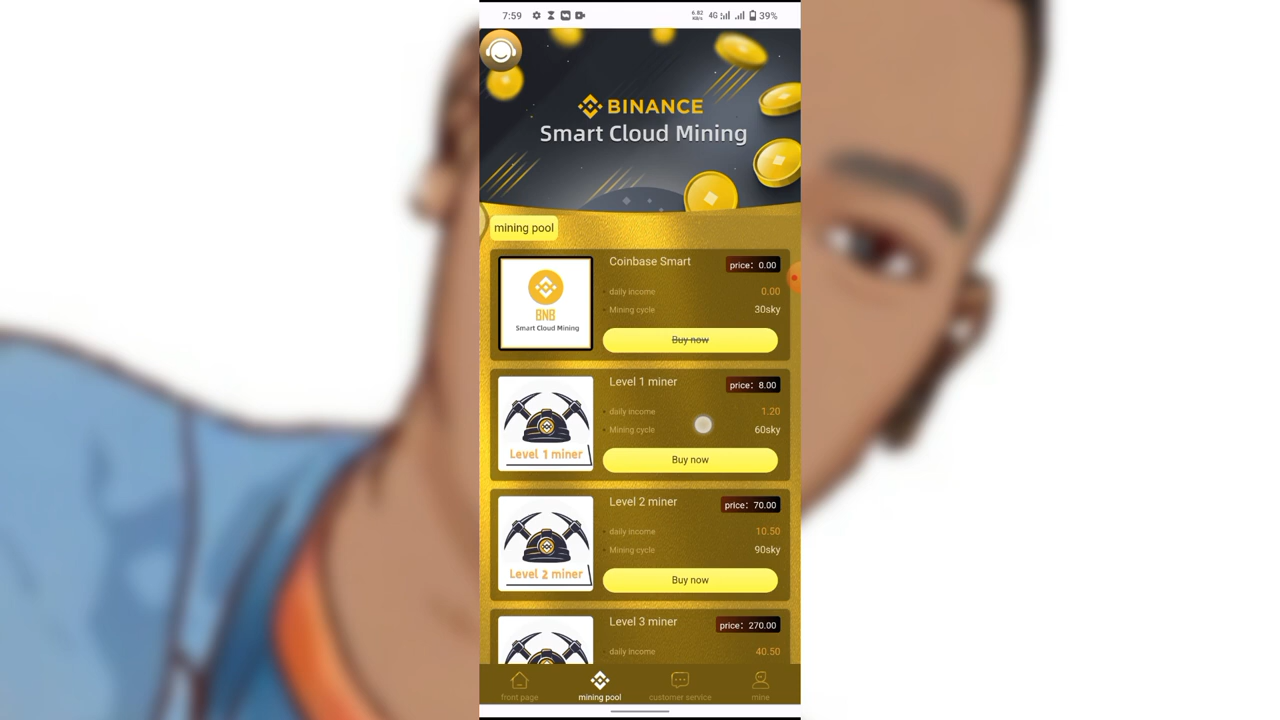 7:59
6.82
KB/s
4G
39%
BINANCE
Smart Cloud Mining
mining pool
Coinbase Smart
price: 0.00
daily income
0.00
Mining cycle
30sky
BNB
Smart Cloud Mining
Buy now
Level 1 miner
price: 8.00
daily income
1.20
Mining cycle
60sky
Level 1 miner
Buy now
Level 2 miner
price: 70.00
daily income
10.50
Mining cycle
90sky
Level 2 miner
Buy now
Level 3 miner
price: 270.00
daily income
40.50
front page
mining pool
customer service
mine